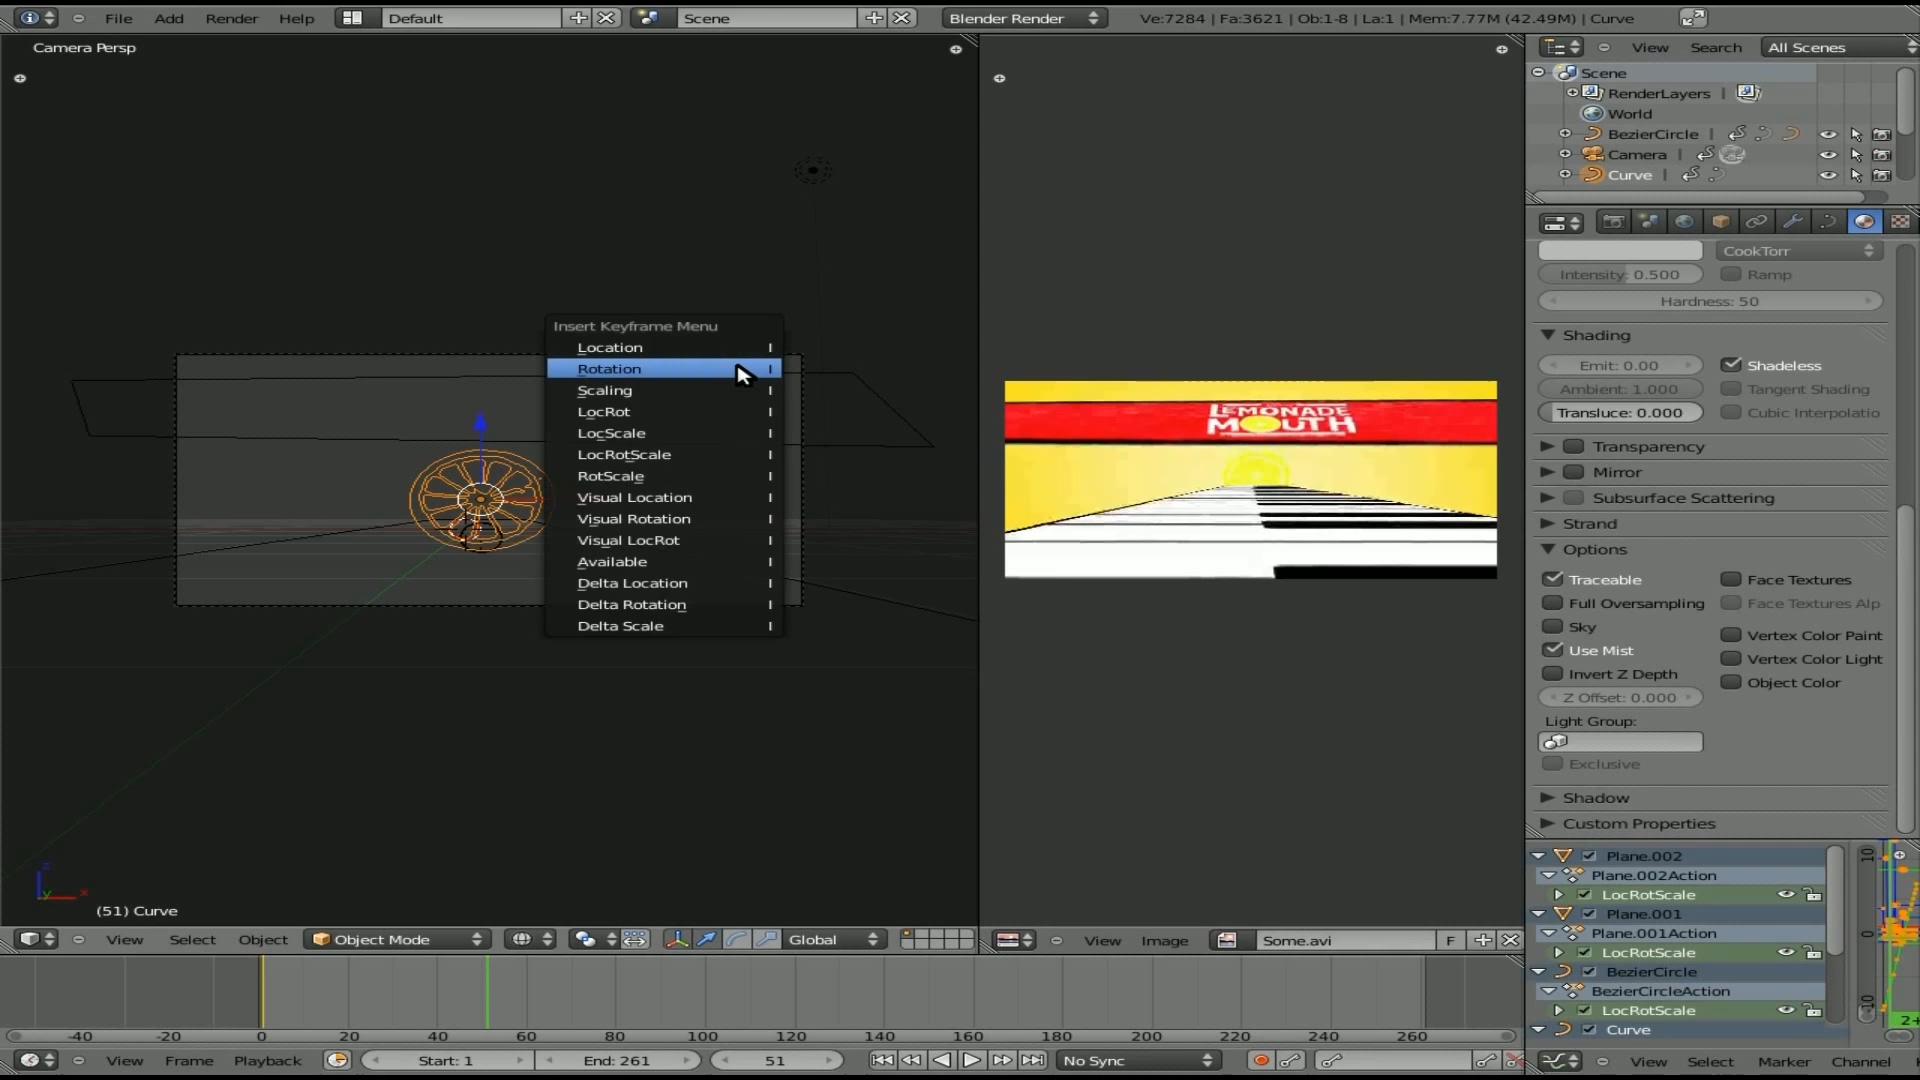 File Add Render Help Default Scene Blender Render Ve:7284 | Fa:3621 | Ob:1-8 | La:1 | Mem:7.77M (42.49M) | Curve
Camera Persp
View Search All Scenes
Scene
RenderLayers
World
BezierCircle
Camera
Curve
Insert Keyframe Menu
Location I
Rotation I
Scaling I
LocRot I
LocScale I
LocRotScale I
RotScale I
Visual Location I
Visual Rotation I
Visual LocRot I
Available I
Delta Location I
Delta Rotation I
Delta Scale I
LEMONADE
MOUTH
CookTorr
Intensity: 0.500 Ramp
Hardness: 50
Shading
Emit: 0.00 Shadeless
Ambient: 1.000 Tangent Shading
Transluce: 0.000 Cubic Interpolatio
Transparency
Mirror
Subsurface Scattering
Strand
Options
Traceable Face Textures
Full Oversampling Face Textures Alp
Sky Vertex Color Paint
Use Mist Vertex Color Light
Invert Z Depth Object Color
Z Offset: 0.000
Light Group:
Exclusive
Shadow
Custom Properties
z
x
y
(51) Curve
View Select Object Object Mode Global
View Image Some.avi F
Plane.002
Plane.002Action
LocRotScale
Plane.001
Plane.001Action
LocRotScale
BezierCircle
BezierCircleAction
LocRotScale
Curve
10
0
-10
2+
-40 -20 0 20 40 60 80 100 120 140 160 180 200 220 240 260
View Frame Playback Start: 1 End: 261 51 No Sync
View Select Marker Channel